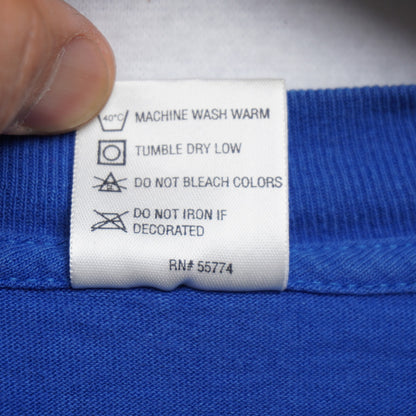 40°C MACHINE WASH WARM
TUMBLE DRY LOW
DO NOT BLEACH COLORS
DO NOT IRON IF
DECORATED
RN# 55774